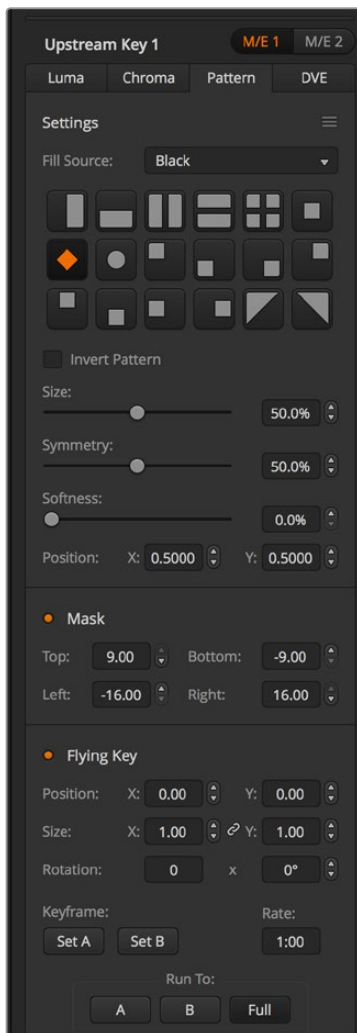 Upstream Key 1 M/E 1 M/E 2
Luma Chroma Pattern DVE
Settings
Fill Source: Black
Invert Pattern
Size:
50.0%
Symmetry:
50.0%
Softness:
0.0%
Position: X: 0.5000 Y: 0.5000
Mask
Top: 9.00 Bottom: -9.00
Left: -16.00 Right: 16.00
Flying Key
Position: X: 0.00 Y: 0.00
Size: X: 1.00 Y: 1.00
Rotation: 0 x 0°
Keyframe: Rate:
Set A Set B 1:00
Run To:
A B Full